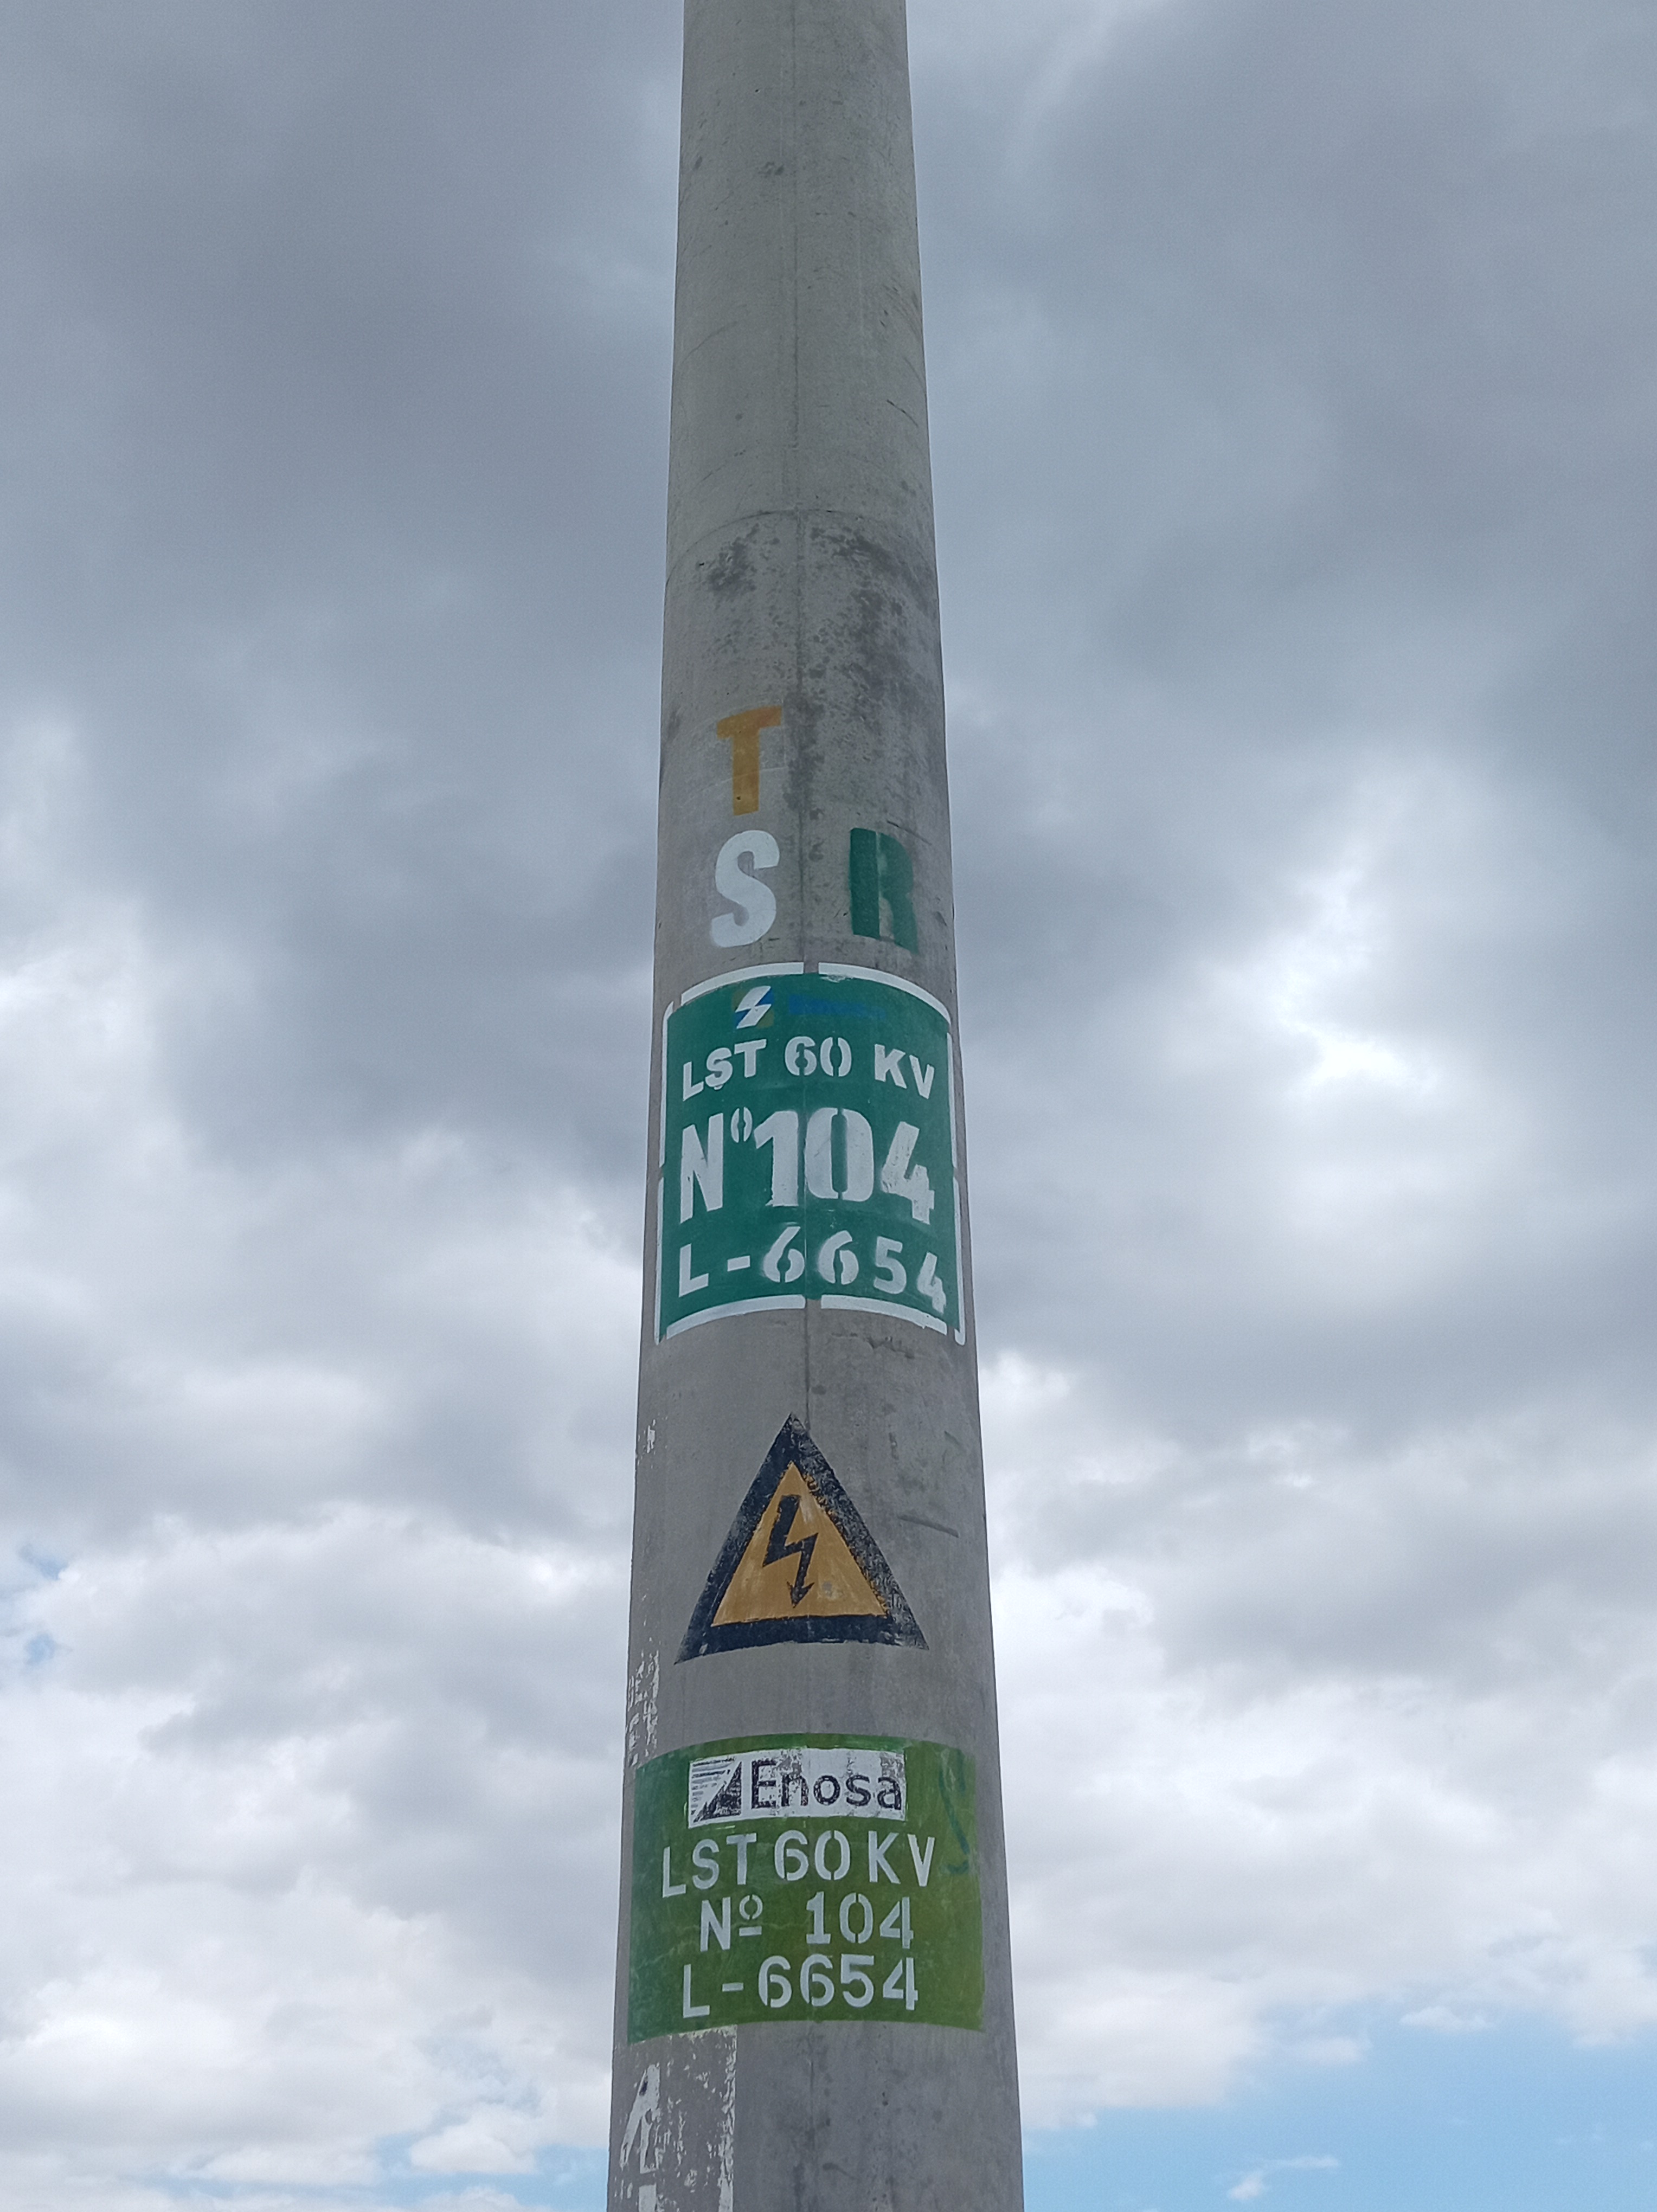 T
S R
LST 60 KV
Nº104
L-6654
Enosa
LST 60 KV
Nº 104
L-6654